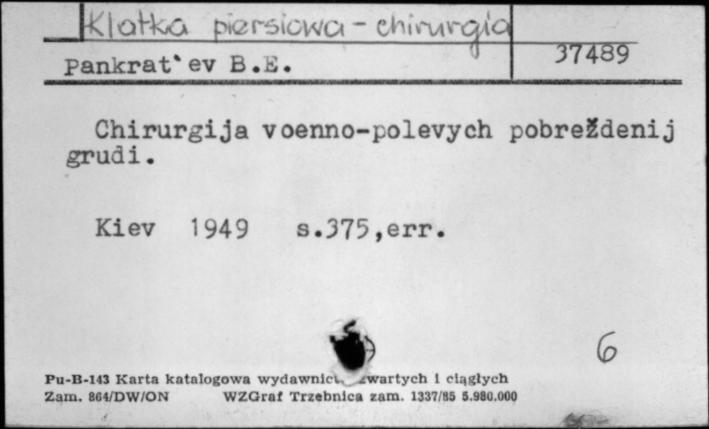 Klatka piersiowa - chirurgia
37489
Pankrat'ev B.E.
Chirurgija voenno-polevych pobreždenij
grudi.
Kiev 1949 s.375,err.
6
Pu-B-143 Karta katalogowa wydawnict zwartych i ciągłych
Zam. 864/DW/ON WZGraf Trzebnica zam. 1337/85 5.980.000